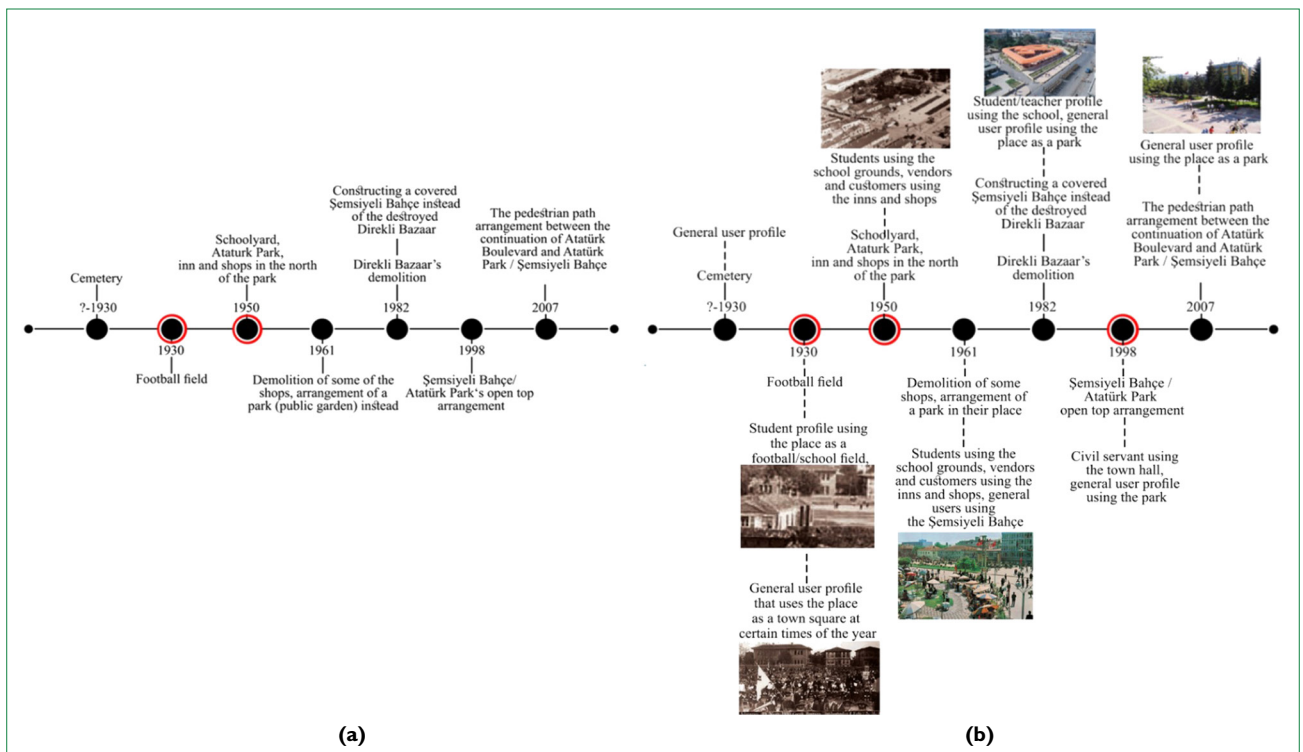 Constructing a covered
Şemsiyeli Bahçe instead
of the destroyed
Direkli Bazaar
The pedestrian path
arrangement between the
continuation of Atatürk
Boulevard and Atatürk
Park / Şemsiyeli Bahçe
Schoolyard,
Ataturk Park,
inn and shops in the north
of the park
Direkli Bazaar's
demolition
Cemetery
?-1930
1950
1982
2007
1930
1961
1998
Football field
Demolition of some of the
shops, arrangement of a
park (public garden) instead
Şemsiyeli Bahçe/
Atatürk Park's open top
arrangement
(a)
Student/teacher profile
using the school, general
user profile using the
place as a park
General user profile
using the place as a park
Students using the
school grounds, vendors
and customers using
the inns and shops
Constructing a covered
Şemsiyeli Bahçe instead
of the destroyed
Direkli Bazaar
The pedestrian path
arrangement between the
continuation of Atatürk
Boulevard and Atatürk
Park / Şemsiyeli Bahçe
General user profile
Schoolyard,
Ataturk Park,
inn and shops in the north
of the park
Direkli Bazaar's
demolition
Cemetery
?-1930
1950
1982
2007
1930
1961
1998
Football field
Demolition of some
shops, arrangement of
a park in their place
Şemsiyeli Bahçe /
Atatürk Park
open top arrangement
Student profile using
the place as a
football/school field,
Students using the
school grounds, vendors
and customers using the
inns and shops, general
users using
the Şemsiyeli Bahçe
Civil servant using
the town hall,
general user profile
using the park
General user profile
that uses the place
as a town square at
certain times of the year
(b)